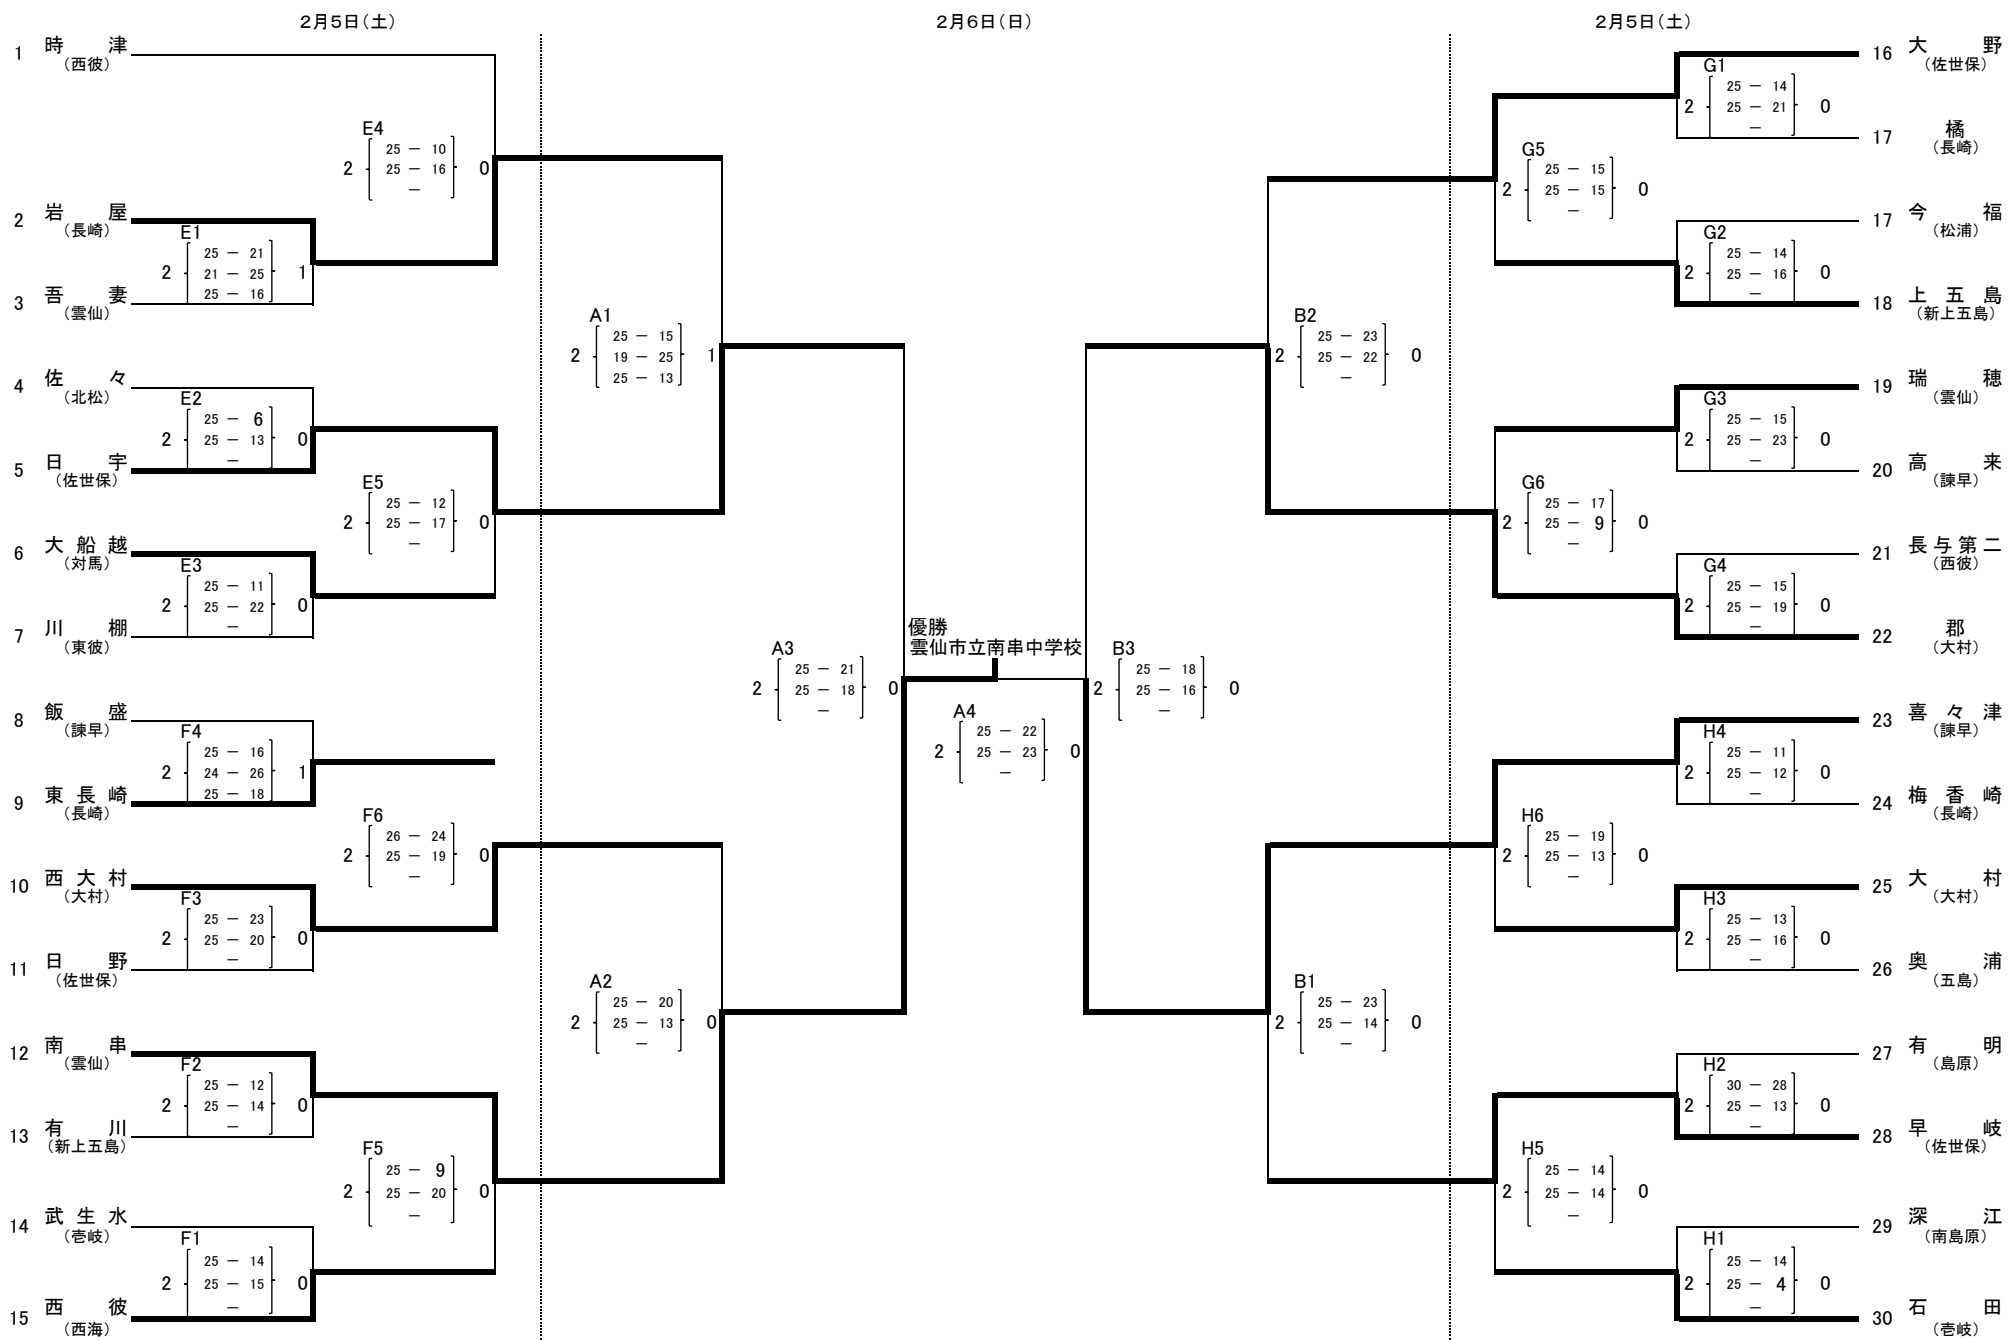 2月5日(土)
2月6日(日)
2月5日(土)
1 時津
(西彼)
E4
2 25 － 10 0
25 － 16
－
2 岩屋
(長崎)
E1
25 － 21
2 21 － 25 1
25 － 16
3 吾妻
(雲仙)
A1
25 － 15
2 19 － 25 1
25 － 13
4 佐々
(北松)
E2
25 － 6
2 25 － 13 0
－
5 日宇
(佐世保)
E5
25 － 12
2 25 － 17 0
－
6 大船越
(対馬)
E3
25 － 11
2 25 － 22 0
－
7 川棚
(東彼)
A3
25 － 21
2 25 － 18 0
－
8 飯盛
(諫早)
F4
25 － 16
2 24 － 26 1
25 － 18
9 東長崎
(長崎)
F6
26 － 24
2 25 － 19 0
－
10 西大村
(大村)
F3
25 － 23
2 25 － 20 0
－
11 日野
(佐世保)
A2
25 － 20
2 25 － 13 0
－
12 南串
(雲仙)
F2
25 － 12
2 25 － 14 0
－
13 有川
(新上五島)
F5
25 － 9
2 25 － 20 0
－
14 武生水
(壱岐)
F1
25 － 14
2 25 － 15 0
－
15 西彼
(西海)
優勝
雲仙市立南串中学校
A4
25 － 22
2 25 － 23 0
－
B3
25 － 18
2 25 － 16 0
－
B2
25 － 23
2 25 － 22 0
－
B1
25 － 23
2 25 － 14 0
－
16 大野
(佐世保)
G1
25 － 14
2 25 － 21 0
－
17 橘
(長崎)
G5
25 － 15
2 25 － 15 0
－
17 今福
(松浦)
G2
25 － 14
2 25 － 16 0
－
18 上五島
(新上五島)
19 瑞穂
(雲仙)
G3
25 － 15
2 25 － 23 0
－
20 高来
(諫早)
G6
25 － 17
2 25 － 9 0
－
21 長与第二
(西彼)
G4
25 － 15
2 25 － 19 0
－
22 郡
(大村)
23 喜々津
(諫早)
H4
25 － 11
2 25 － 12 0
－
24 梅香崎
(長崎)
H6
25 － 19
2 25 － 13 0
－
25 大村
(大村)
H3
25 － 13
2 25 － 16 0
－
26 奥浦
(五島)
27 有明
(島原)
H2
30 － 28
2 25 － 13 0
－
28 早岐
(佐世保)
H5
25 － 14
2 25 － 14 0
－
29 深江
(南島原)
H1
25 － 14
2 25 － 4 0
－
30 石田
(壱岐)